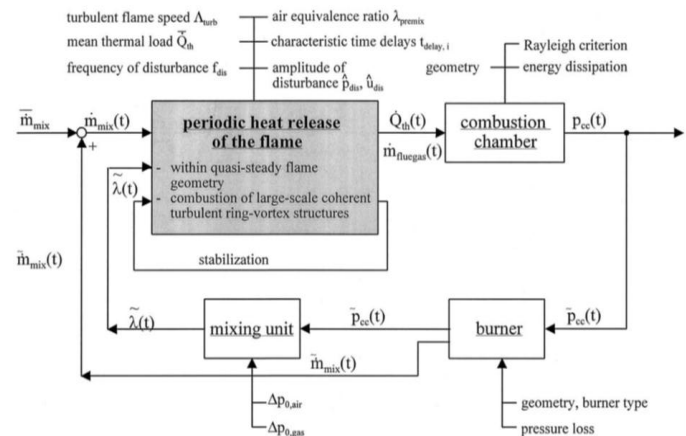 turbulent flame speed Λturb
air equivalence ratio λpremix
mean thermal load Q̄̇th
characteristic time delays tdelay, i
frequency of disturbance fdis
amplitude of
disturbance p̂dis, ûdis
geometry
Rayleigh criterion
energy dissipation
ṁ̄mix
ṁmix(t)
+
periodic heat release
of the flame
- within quasi-steady flame
geometry
- combustion of large-scale coherent
turbulent ring-vortex structures
Q̇th(t)
ṁfluegas(t)
combustion
chamber
pcc(t)
λ̃(t)
stabilization
m̃mix(t)
λ̃(t)
mixing unit
p̃cc(t)
burner
p̃cc(t)
m̃mix(t)
Δp0,air
Δp0,gas
geometry, burner type
pressure loss